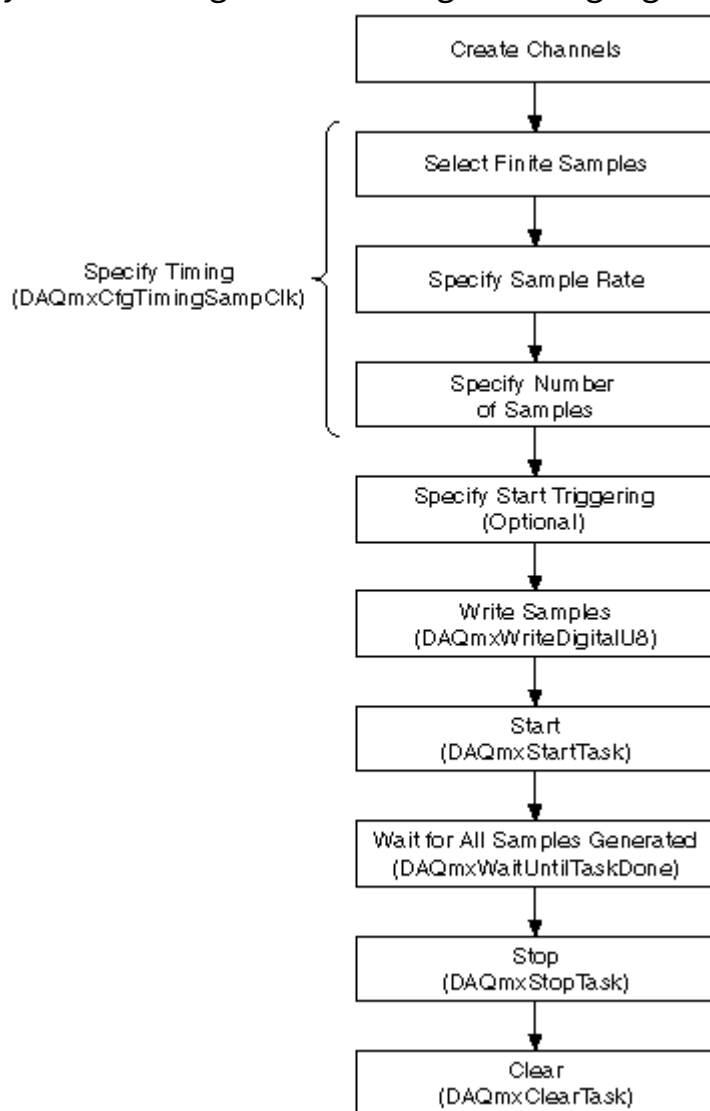 Create Channels
Select Finite Samples
Specify Timing
(DAQmxCfgTimingSampClk)
Specify Sample Rate
Specify Number
of Samples
Specify Start Triggering
(Optional)
Write Samples
(DAQmxWriteDigitalU8)
Start
(DAQmxStartTask)
Wait for All Samples Generated
(DAQmxWaitUntilTaskDone)
Stop
(DAQmxStopTask)
Clear
(DAQmxClearTask)